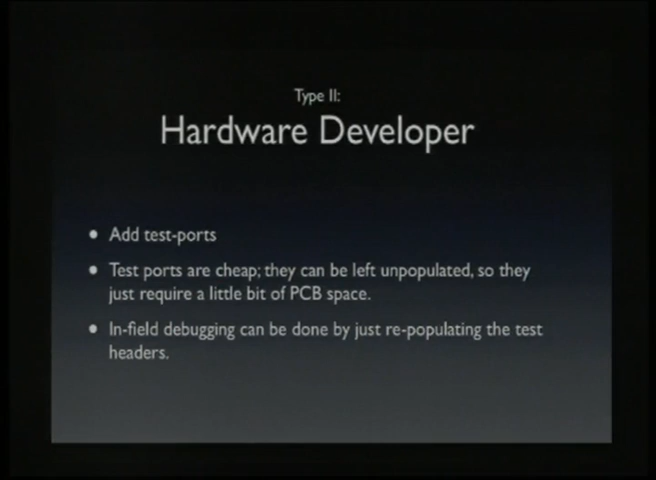 Type II:
Hardware Developer
• Add test-ports
• Test ports are cheap; they can be left unpopulated, so they
just require a little bit of PCB space.
• In-field debugging can be done by just re-populating the test
headers.